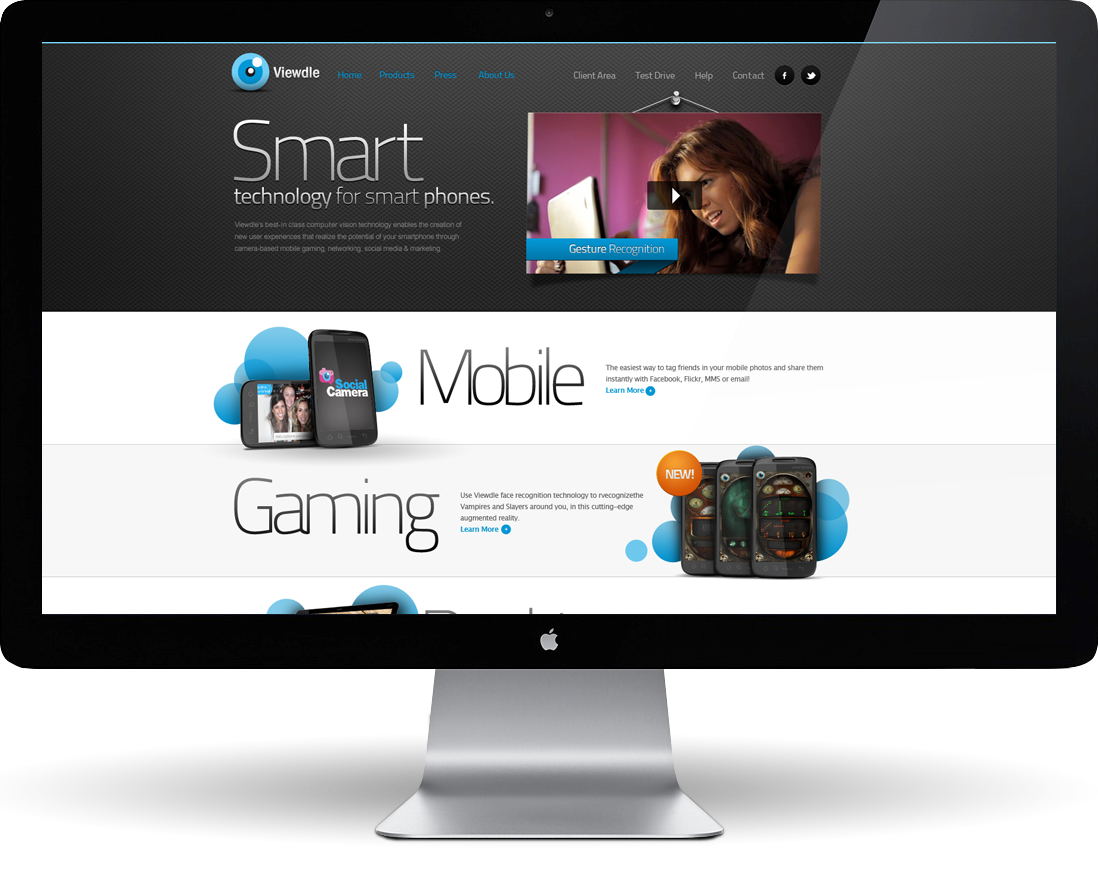 Viewdle
Home Products Press About Us
Client Area Test Drive Help Contact
Smart
technology for smart phones.
Viewdle's best-in class computer vision technology enables the creation of
new user experiences that realize the potential of your smartphone through
camera-based mobile gaming, networking, social media & marketing.
Gesture Recognition
Social
Camera
Mobile
The easiest way to tag friends in your mobile photos and share them
instantly with Facebook, Flickr, MMS or email!
Learn More
Gaming
Use Viewdle face recognition technology to rvecognizethe
Vampires and Slayers around you, in this cutting-edge
augmented reality.
Learn More
NEW!